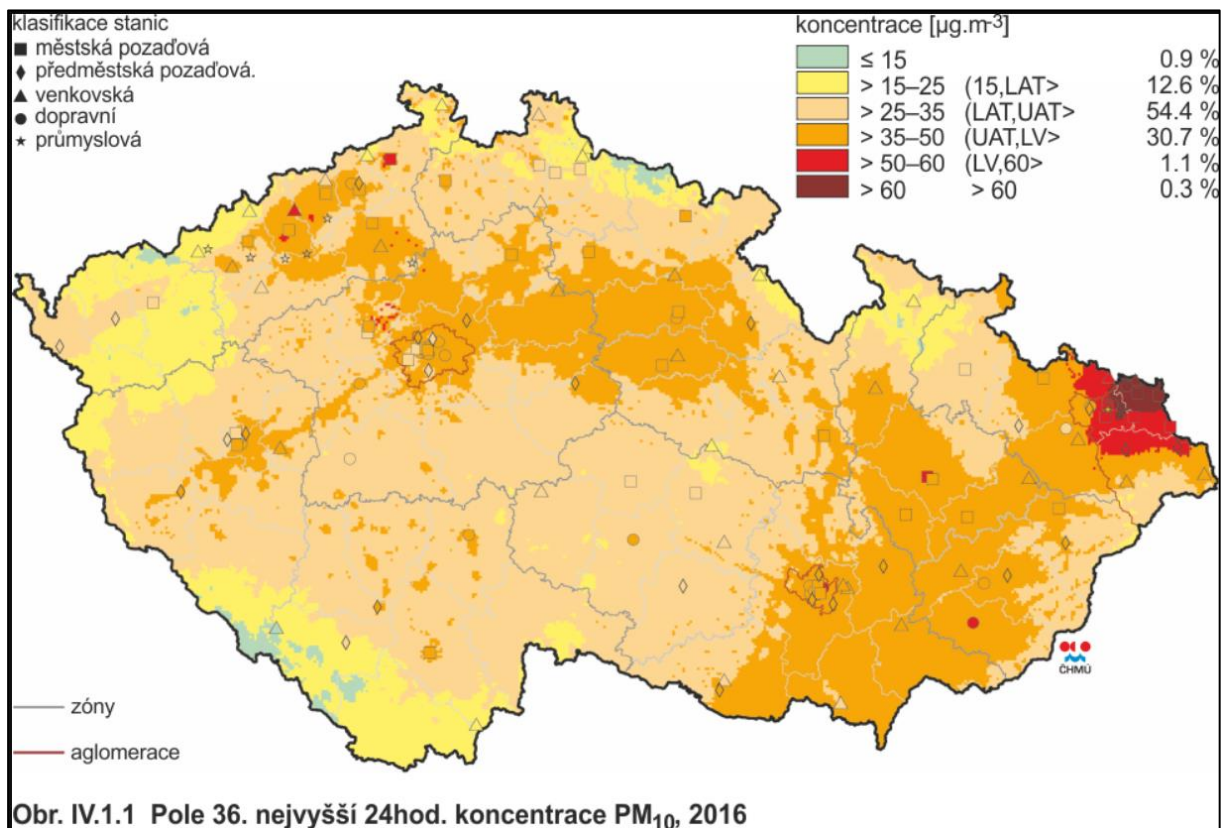 klasifikace stanic
■ městská pozaďová
♦ předměstská pozaďová.
▲ venkovská
● dopravní
★ průmyslová
koncentrace [µg.m-3]
≤ 15 0.9 %
> 15–25 (15,LAT> 12.6 %
> 25–35 (LAT,UAT> 54.4 %
> 35–50 (UAT,LV> 30.7 %
> 50–60 (LV,60> 1.1 %
> 60 > 60 0.3 %
ČHMÚ
zóny
aglomerace
Obr. IV.1.1 Pole 36. nejvyšší 24hod. koncentrace PM10, 2016